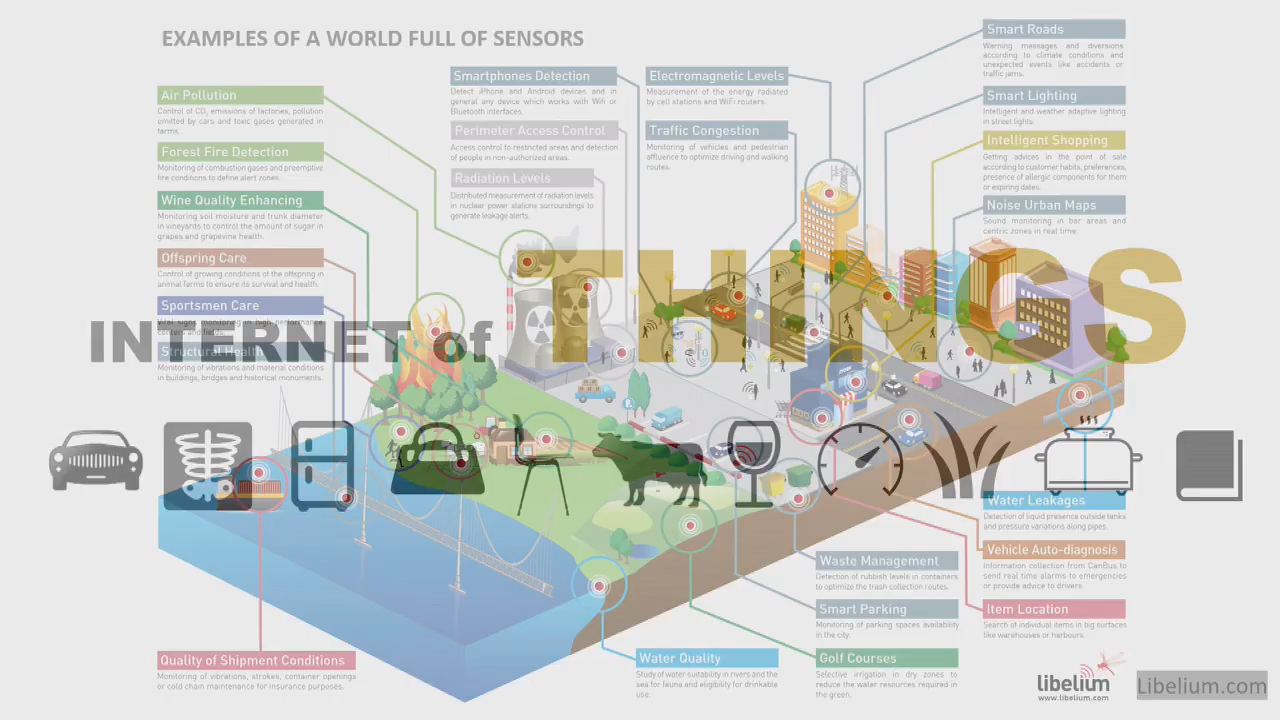 EXAMPLES OF A WORLD FULL OF SENSORS
Air Pollution
Control of CO₂ emissions of factories, pollution
emitted by cars and toxic gases generated in
farms.
Forest Fire Detection
Monitoring of combustion gases and preemptive
fire conditions to define alert zones.
Wine Quality Enhancing
Monitoring soil moisture and trunk diameter
in vineyards to control the amount of sugar in
grapes and grapevine health.
Offspring Care
Control of growing conditions of the offspring in
animal farms to ensure its survival and health.
Sportsmen Care
Vital signs monitoring in high performance
centers and fields.
Structural Health
Monitoring of vibrations and material conditions
in buildings, bridges and historical monuments.
Smartphones Detection
Detect iPhone and Android devices and in
general any device which works with Wifi or
Bluetooth interfaces.
Perimeter Access Control
Access control to restricted areas and detection
of people in non-authorized areas.
Radiation Levels
Distributed measurement of radiation levels
in nuclear power stations surroundings to
generate leakage alerts.
Electromagnetic Levels
Measurement of the energy radiated
by cell stations and WiFi routers.
Traffic Congestion
Monitoring of vehicles and pedestrian
affluence to optimize driving and walking
routes.
Smart Roads
Warning messages and diversions
according to climate conditions and
unexpected events like accidents or
traffic jams.
Smart Lighting
Intelligent and weather adaptive lighting
in street lights.
Intelligent Shopping
Getting advices in the point of sale
according to customer habits, preferences,
presence of allergic components for them
or expiring dates.
Noise Urban Maps
Sound monitoring in bar areas and
centric zones in real time.
INTERNET of THINGS
Water Leakages
Detection of liquid presence outside tanks
and pressure variations along pipes.
Vehicle Auto-diagnosis
Information collection from CanBus to
send real time alarms to emergencies
or provide advice to drivers.
Item Location
Search of individual items in big surfaces
like warehouses or harbours.
Waste Management
Detection of rubbish levels in containers
to optimize the trash collection routes.
Smart Parking
Monitoring of parking spaces availability
in the city.
Golf Courses
Selective irrigation in dry zones to
reduce the water resources required in
the green.
Water Quality
Study of water suitability in rivers and the
sea for fauna and eligibility for drinkable
use.
Quality of Shipment Conditions
Monitoring of vibrations, strokes, container openings
or cold chain maintenance for insurance purposes.
libelium
www.libelium.com
Libelium.com